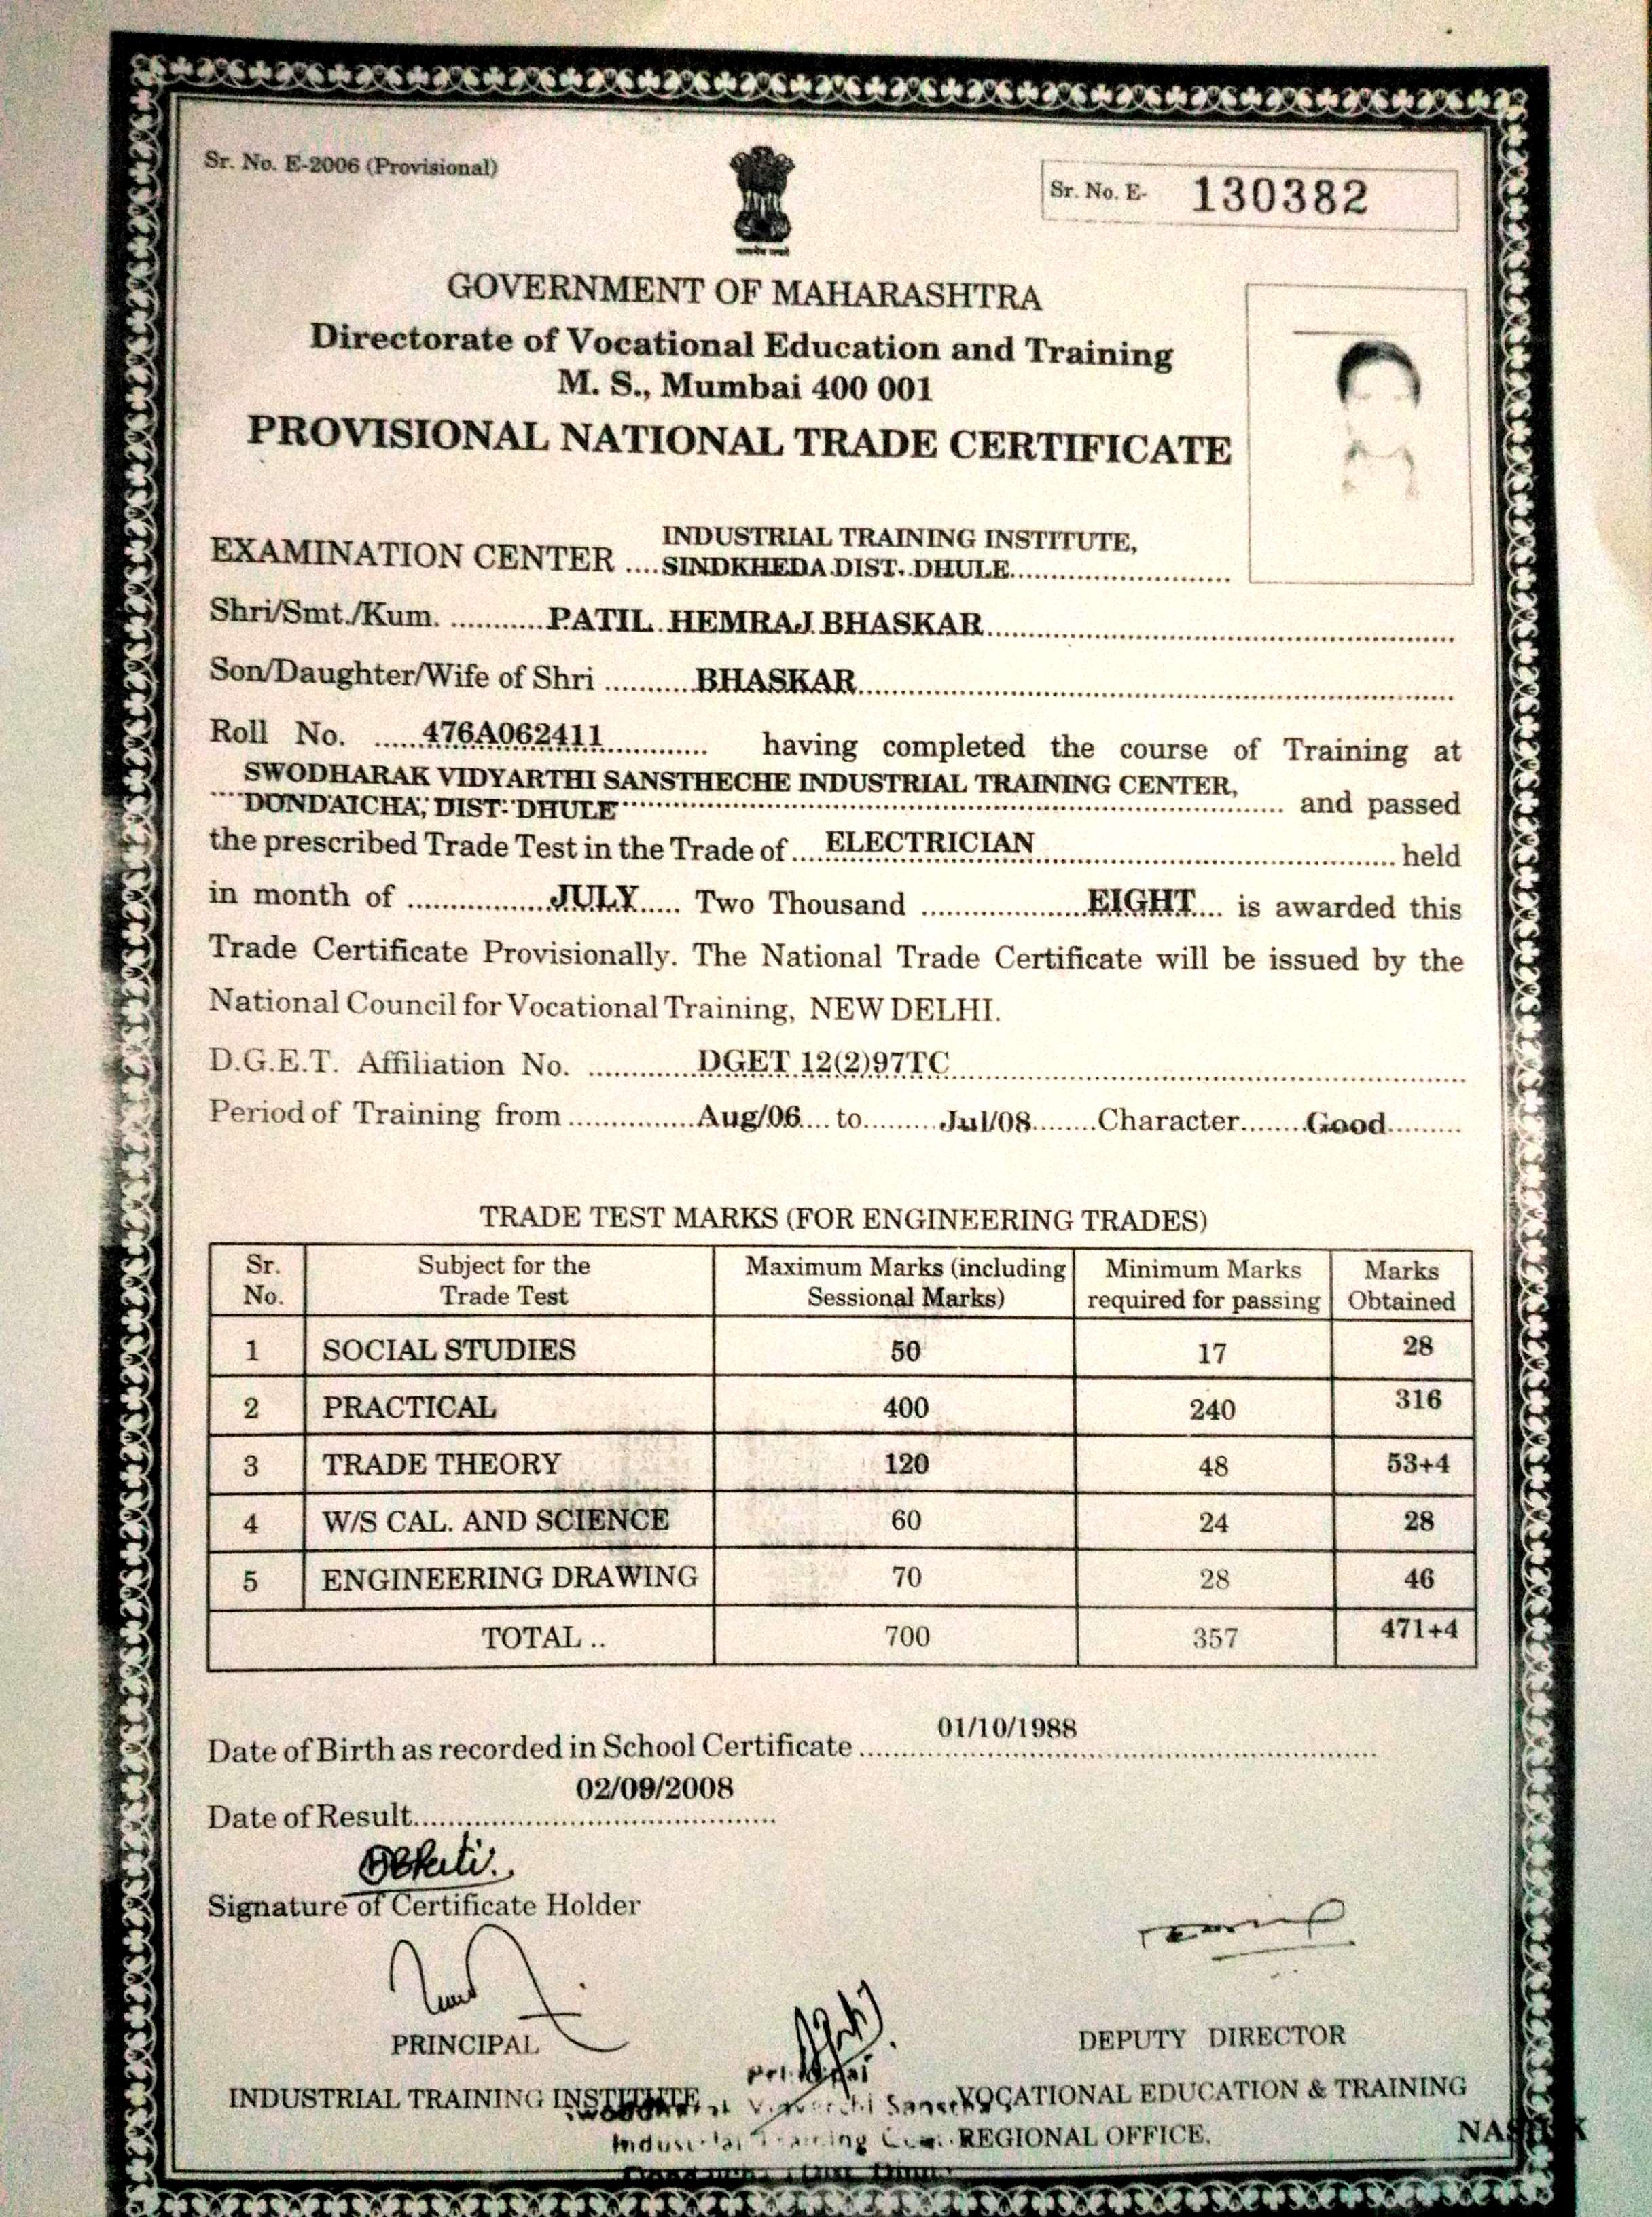 Sr. No. E-2006 (Provisional)
Sr. No. E- 130382
GOVERNMENT OF MAHARASHTRA
Directorate of Vocational Education and Training
M. S., Mumbai 400 001
PROVISIONAL NATIONAL TRADE CERTIFICATE
INDUSTRIAL TRAINING INSTITUTE,
EXAMINATION CENTER ....SINDKHEDA DIST. DHULE
Shri/Smt./Kum. ...........PATIL HEMRAJ BHASKAR
Son/Daughter/Wife of Shri ..........BHASKAR
Roll No. ......476A062411............ having completed the course of Training at
SWODHARAK VIDYARTHI SANSTHECHE INDUSTRIAL TRAINING CENTER,
DONDAICHA, DIST: DHULE and passed
the prescribed Trade Test in the Trade of ....ELECTRICIAN held
in month of ................JULY..... Two Thousand ...................EIGHT.... is awarded this
Trade Certificate Provisionally. The National Trade Certificate will be issued by the
National Council for Vocational Training, NEW DELHI.
D.G.E.T. Affiliation No. ............DGET 12(2)97TC
Period of Training from ...............Aug/06.... to.........Jul/08........Character........Good.........
TRADE TEST MARKS (FOR ENGINEERING TRADES)
Sr. No. Subject for the Trade Test Maximum Marks (including Sessional Marks) Minimum Marks required for passing Marks Obtained
1 SOCIAL STUDIES 50 17 28
2 PRACTICAL 400 240 316
3 TRADE THEORY 120 48 53+4
4 W/S CAL. AND SCIENCE 60 24 28
5 ENGINEERING DRAWING 70 28 46
TOTAL .. 700 357 471+4
01/10/1988
Date of Birth as recorded in School Certificate
02/09/2008
Date of Result
Signature of Certificate Holder
PRINCIPAL
DEPUTY DIRECTOR
INDUSTRIAL TRAINING INSTITUTE
VOCATIONAL EDUCATION & TRAINING
REGIONAL OFFICE,